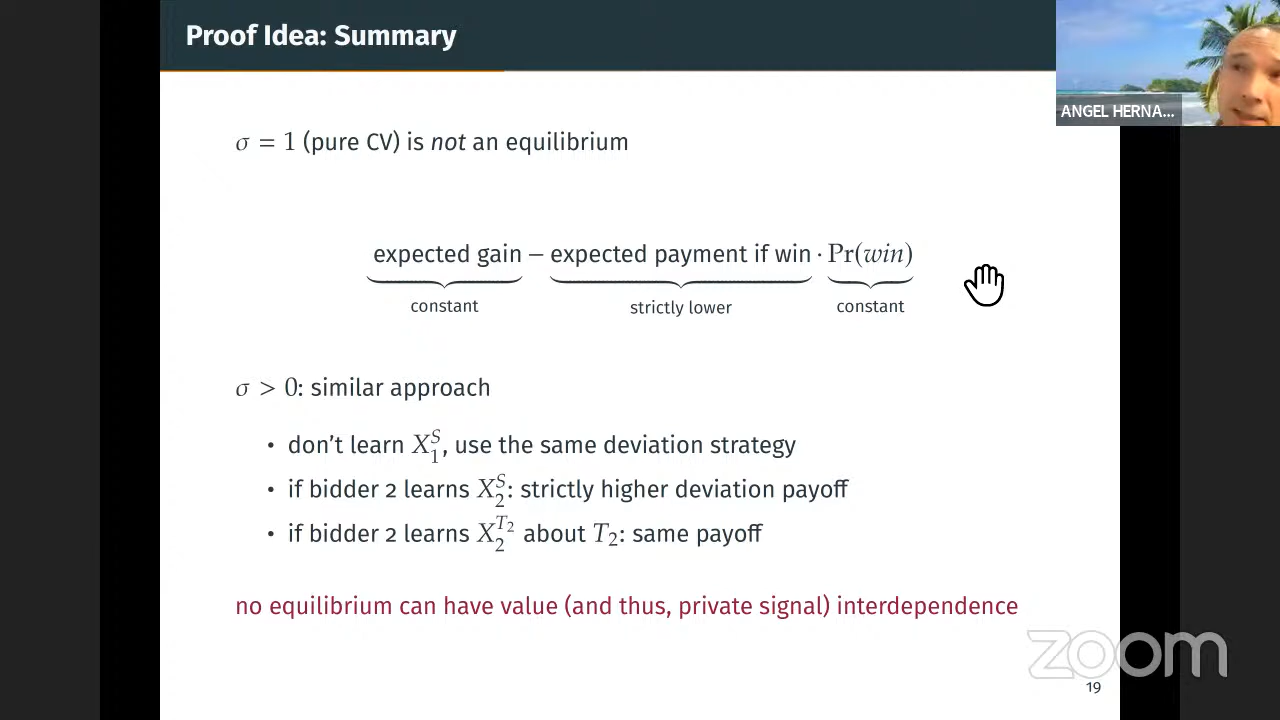 Proof Idea: Summary
ANGEL HERNA...
σ = 1 (pure CV) is not an equilibrium
expected gain − expected payment if win · Pr(win)
constant strictly lower constant
σ > 0: similar approach
• don't learn X₁ˢ, use the same deviation strategy
• if bidder 2 learns X₂ˢ: strictly higher deviation payoff
• if bidder 2 learns X₂^{T₂} about T₂: same payoff
no equilibrium can have value (and thus, private signal) interdependence
zoom
19